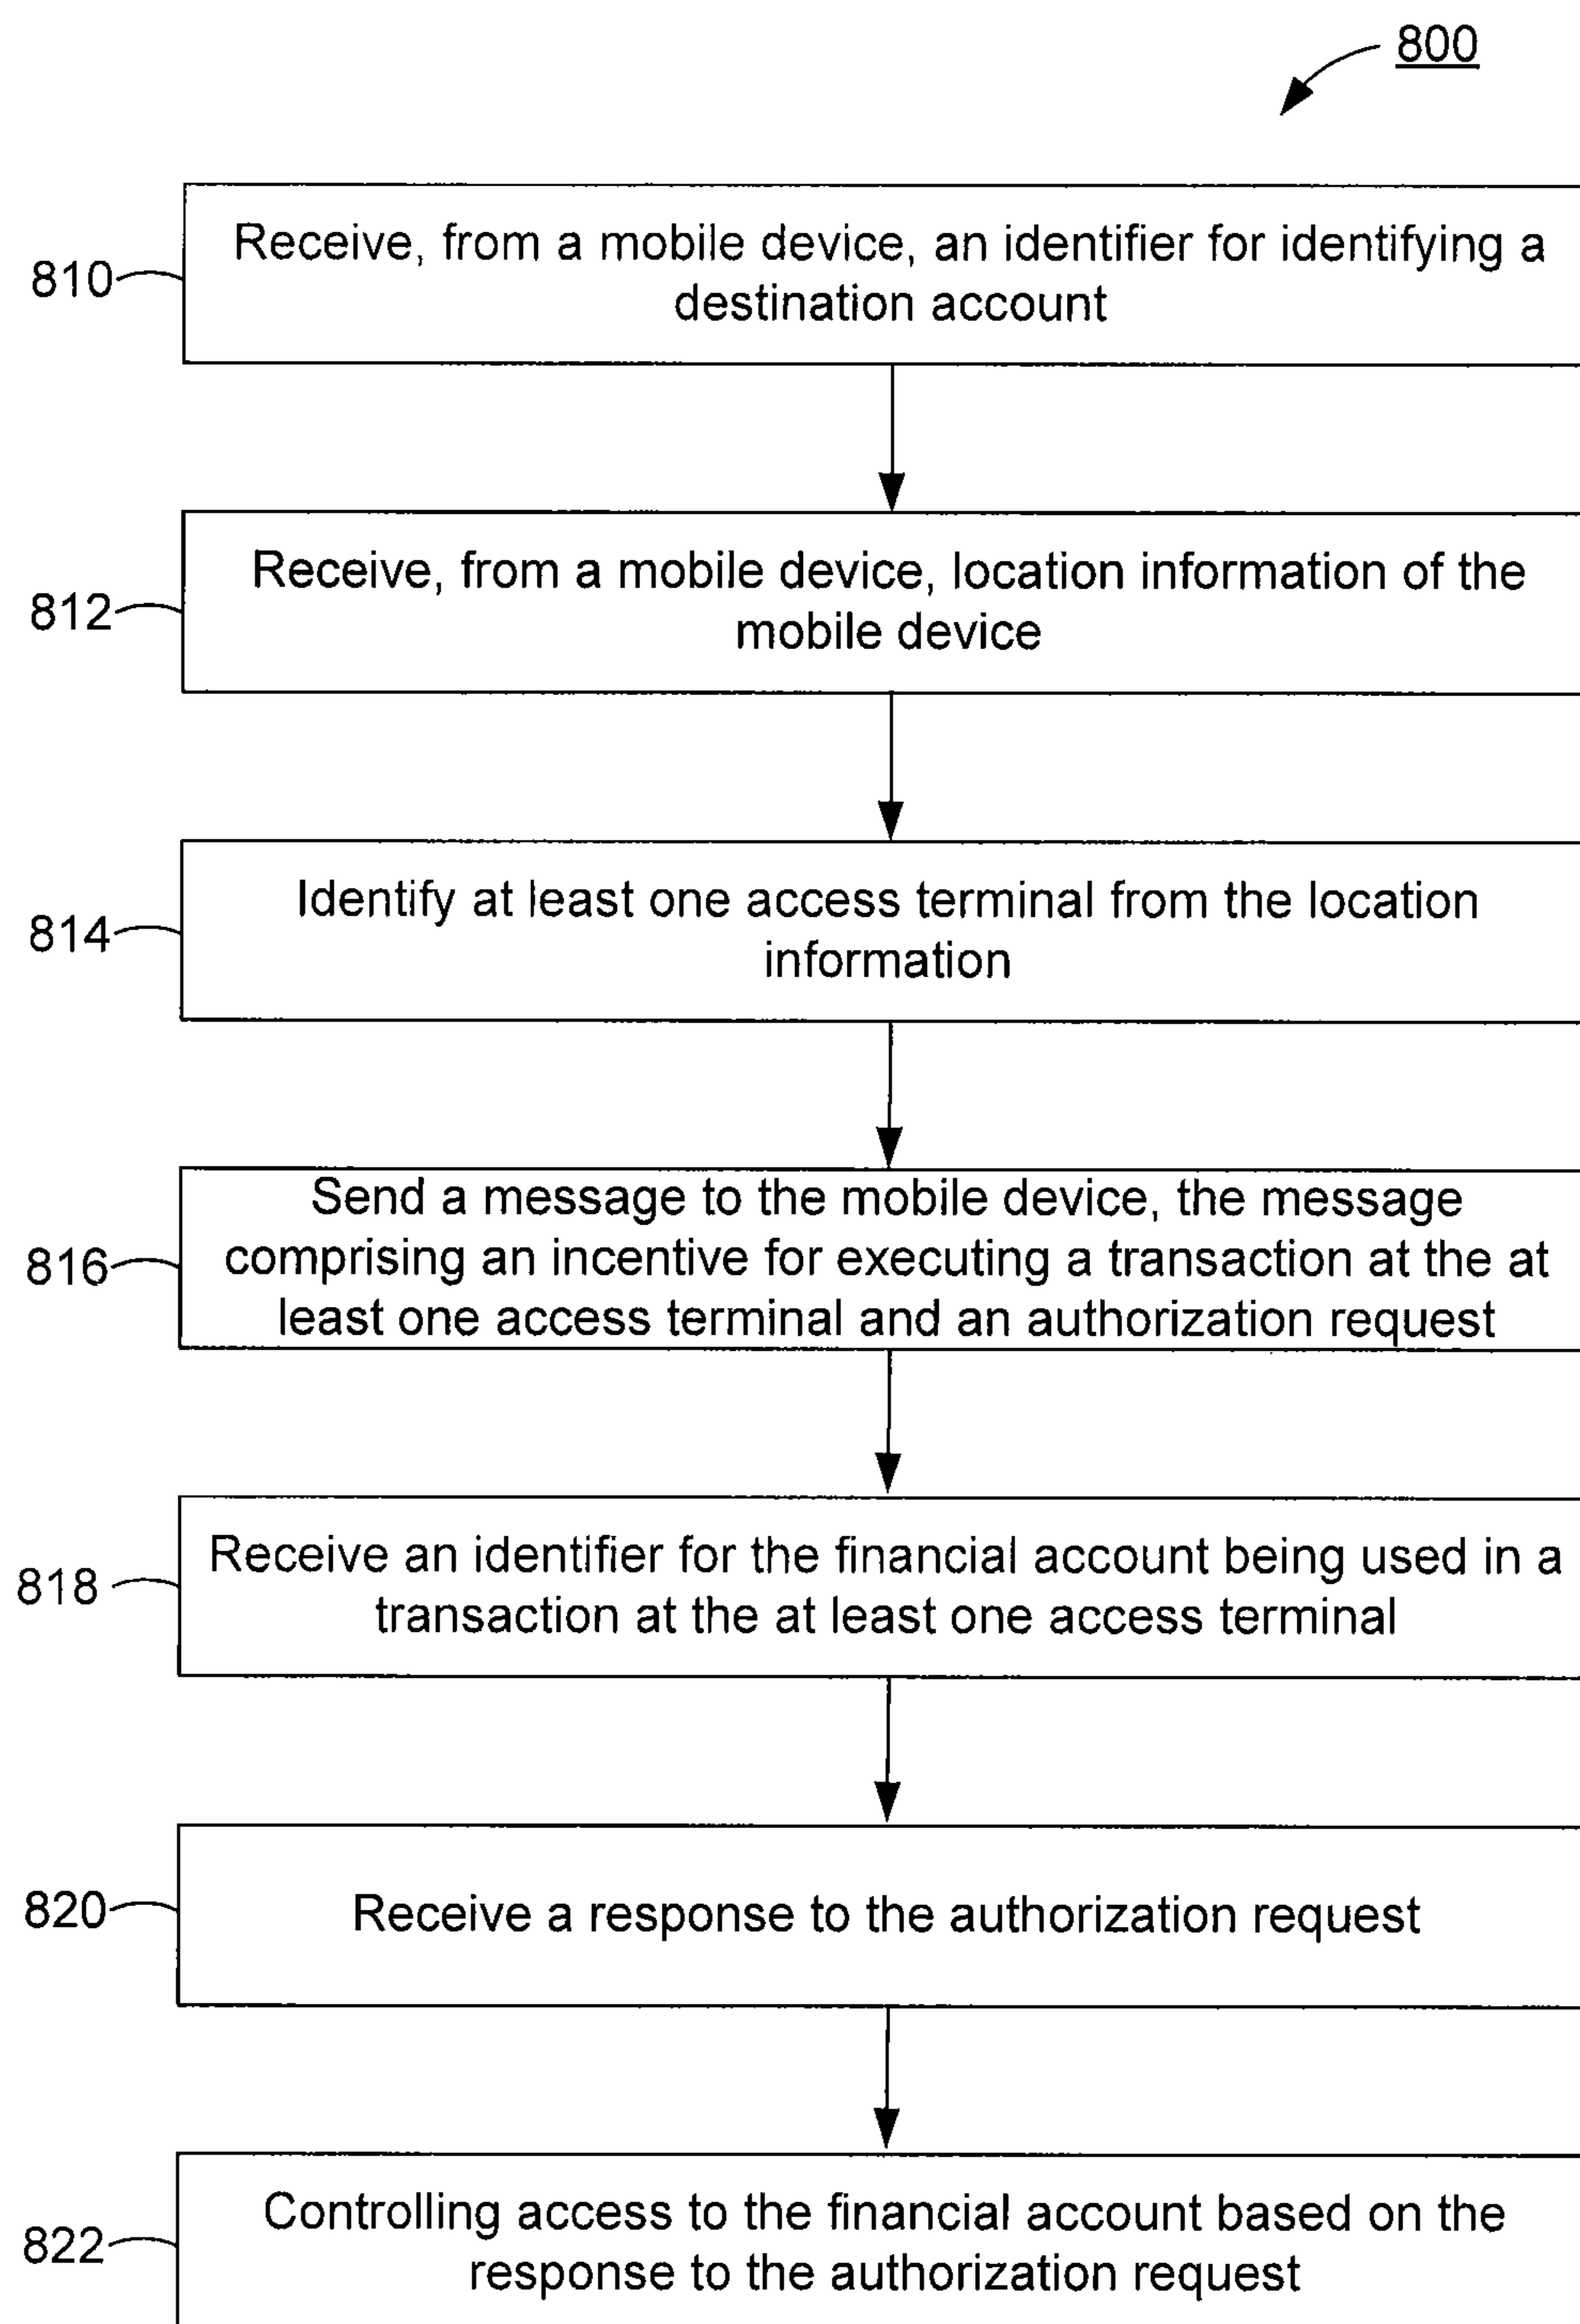 800
810
Receive, from a mobile device, an identifier for identifying a
destination account
812
Receive, from a mobile device, location information of the
mobile device
814
Identify at least one access terminal from the location
information
816
Send a message to the mobile device, the message
comprising an incentive for executing a transaction at the at
least one access terminal and an authorization request
818
Receive an identifier for the financial account being used in a
transaction at the at least one access terminal
820
Receive a response to the authorization request
822
Controlling access to the financial account based on the
response to the authorization request